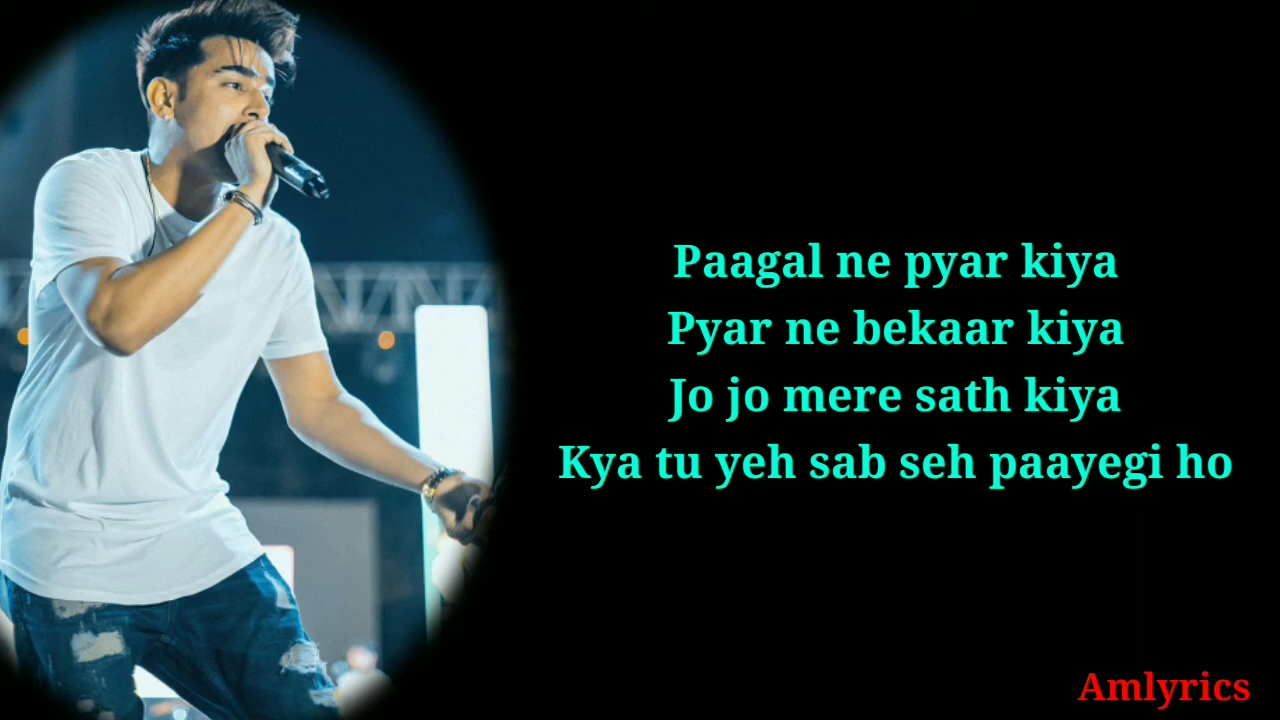 Paagal ne pyar kiya
Pyar ne bekaar kiya
Jo jo mere sath kiya
Kya tu yeh sab seh paayegi ho
Amlyrics